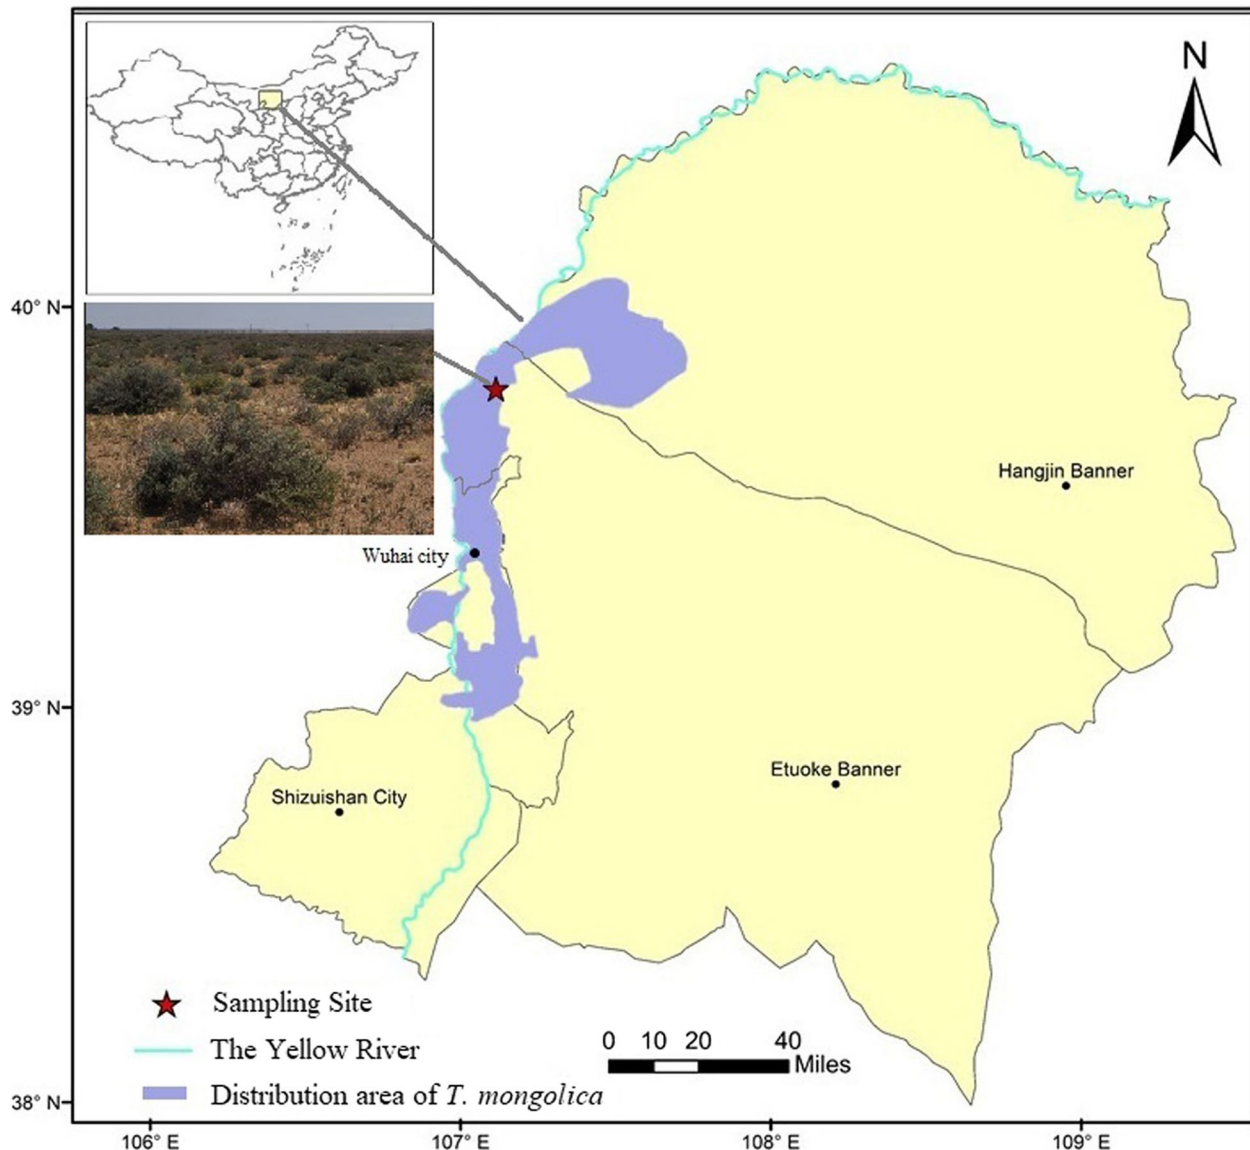 N
40° N
Hangjin Banner
Wuhai city
39° N
Etuoke Banner
Shizuishan City
Sampling Site
The Yellow River
Distribution area of T. mongolica
0 10 20 40
Miles
38° N
106° E 107° E 108° E 109° E